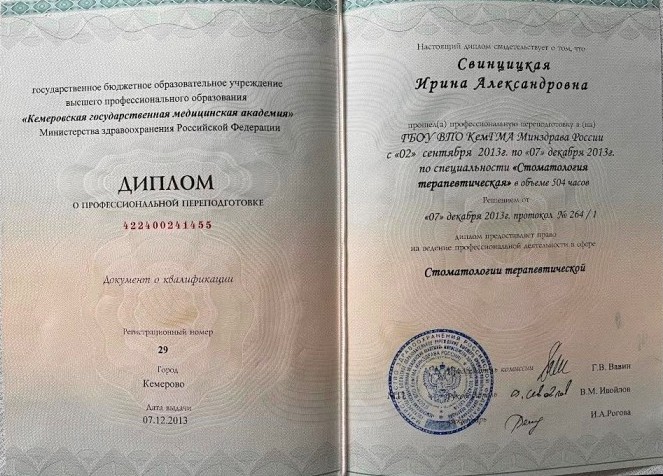 государственное бюджетное образовательное учреждение
высшего профессионального образования
«Кемеровская государственная медицинская академия»
Министерства здравоохранения Российской Федерации
ДИПЛОМ
О ПРОФЕССИОНАЛЬНОЙ ПЕРЕПОДГОТОВКЕ
422400241455
Документ о квалификации
Регистрационный номер
29
Город
Кемерово
Дата выдачи
07.12.2013
Настоящий диплом свидетельствует о том, что
Свинцицкая
Ирина Александровна
прошел(а) профессиональную переподготовку в (на)
ГБОУ ВПО КемГМА Минздрава России
с «02» сентября 2013г. по «07» декабря 2013г.
по специальности «Стоматология
терапевтическая» в объеме 504 часов
Решением от
«07» декабря 2013г. протокол № 264 / 1
диплом предоставляет право
на ведение профессиональной деятельности в сфере
Стоматологии терапевтической
комиссии Г.В. Вавин
В.М. Ивойлов
И.А.Рогова